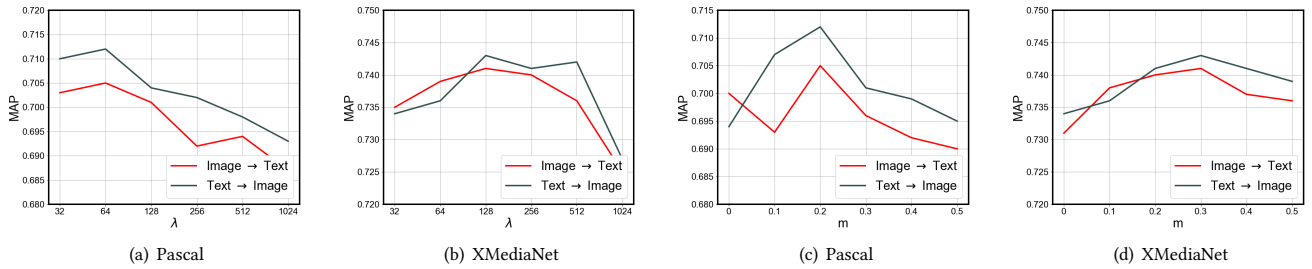 0.720
0.715
0.710
0.705
0.700
0.695
0.690
0.685
0.680
MAP
32 64 128 256 512 1024
λ
Image → Text
Text → Image
(a) Pascal
0.750
0.745
0.740
0.735
0.730
0.725
0.720
MAP
32 64 128 256 512 1024
λ
Image → Text
Text → Image
(b) XMediaNet
0.715
0.710
0.705
0.700
0.695
0.690
0.685
0.680
MAP
0 0.1 0.2 0.3 0.4 0.5
m
Image → Text
Text → Image
(c) Pascal
0.750
0.745
0.740
0.735
0.730
0.725
0.720
MAP
0 0.1 0.2 0.3 0.4 0.5
m
Image → Text
Text → Image
(d) XMediaNet